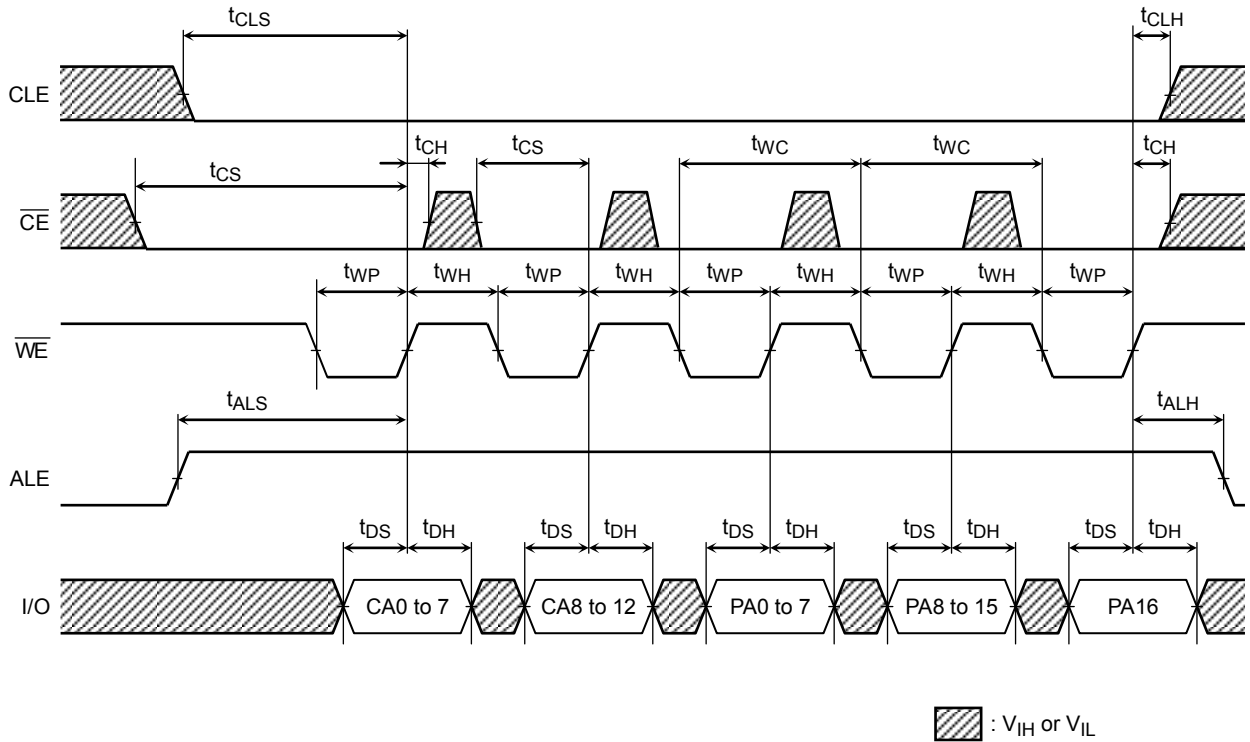 tCLS
tCLH
CLE
tCH
tCS
tWC
tWC
tCH
tCS
CE
tWP
tWH
tWP
tWH
tWP
tWH
tWP
tWH
tWP
WE
tALS
tALH
ALE
tDS
tDH
tDS
tDH
tDS
tDH
tDS
tDH
tDS
tDH
I/O
CA0 to 7
CA8 to 12
PA0 to 7
PA8 to 15
PA16
: VIH or VIL